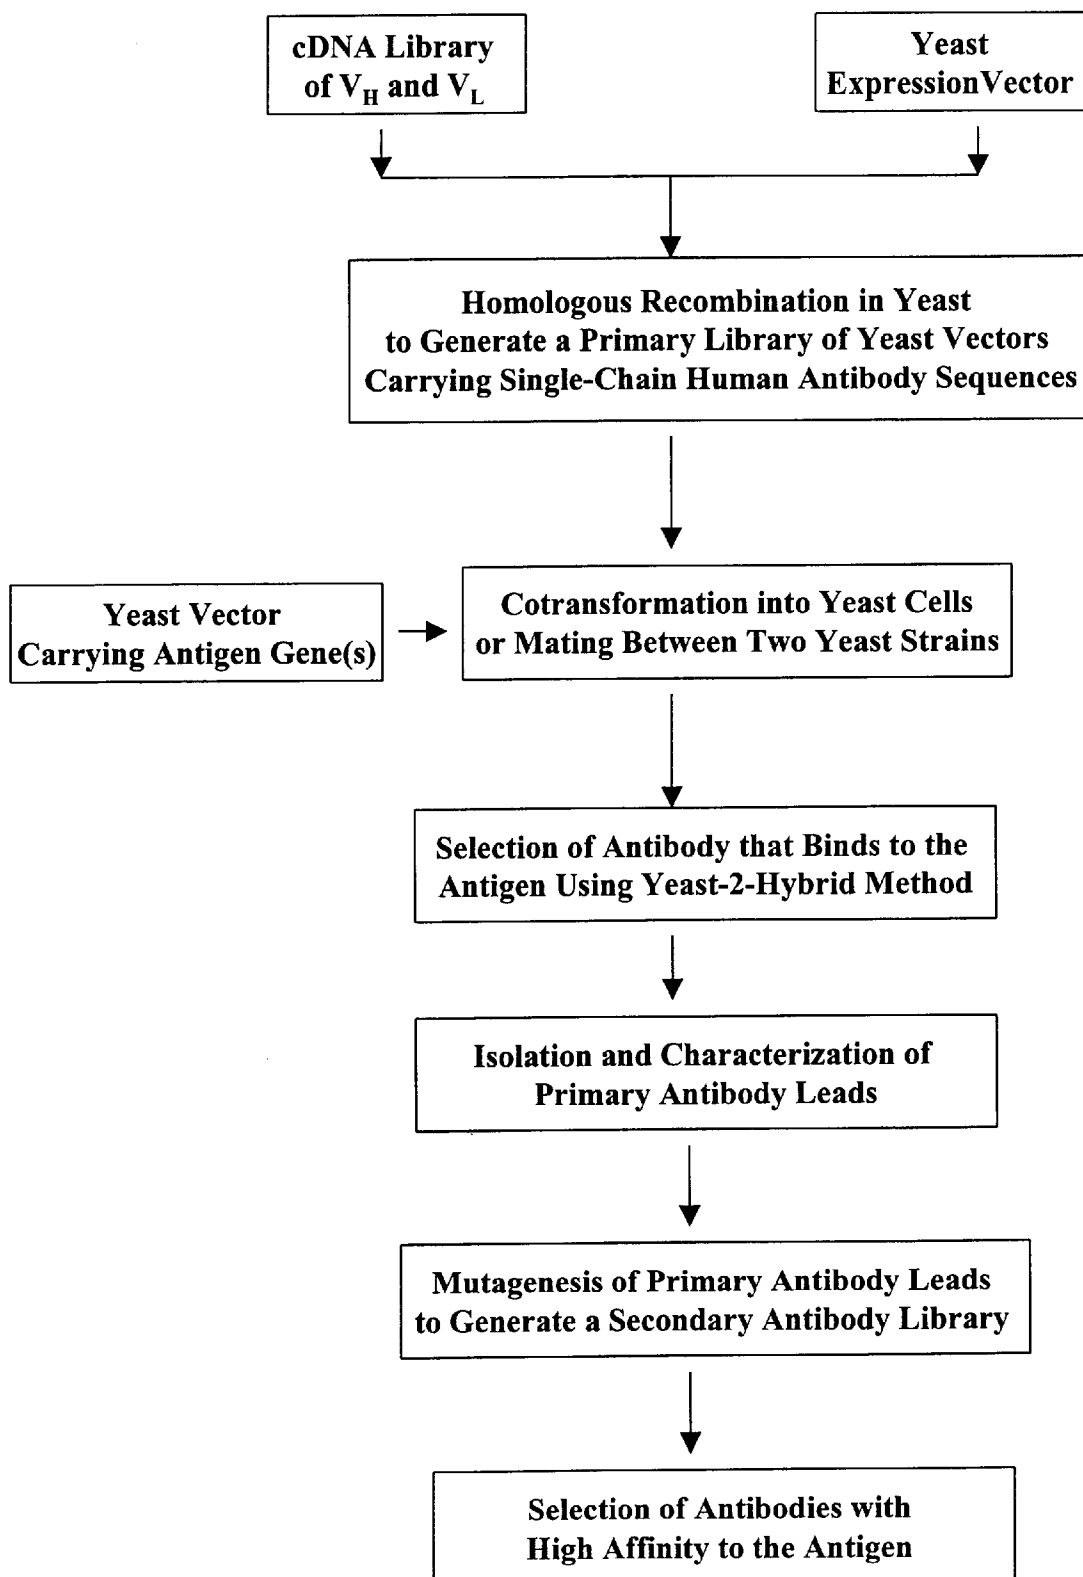 cDNA Library
of VH and VL
Yeast
ExpressionVector
Homologous Recombination in Yeast
to Generate a Primary Library of Yeast Vectors
Carrying Single-Chain Human Antibody Sequences
Yeast Vector
Carrying Antigen Gene(s)
Cotransformation into Yeast Cells
or Mating Between Two Yeast Strains
Selection of Antibody that Binds to the
Antigen Using Yeast-2-Hybrid Method
Isolation and Characterization of
Primary Antibody Leads
Mutagenesis of Primary Antibody Leads
to Generate a Secondary Antibody Library
Selection of Antibodies with
High Affinity to the Antigen